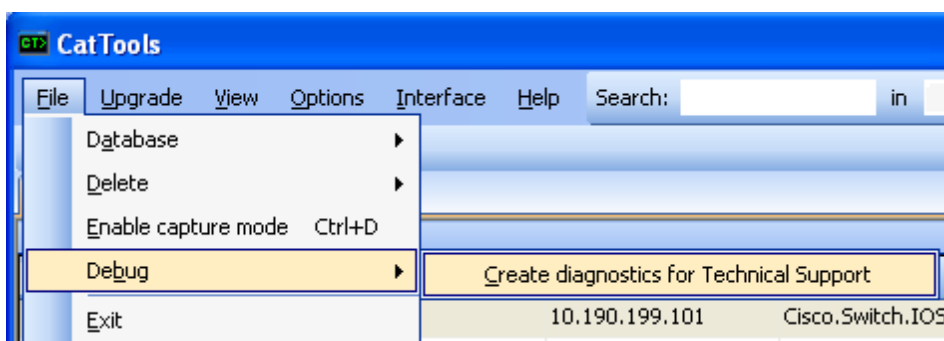 CatTools
File Upgrade View Options Interface Help Search: in
Database
Delete
Enable capture mode Ctrl+D
Debug
Create diagnostics for Technical Support
Exit 10.190.199.101 Cisco.Switch.IOS